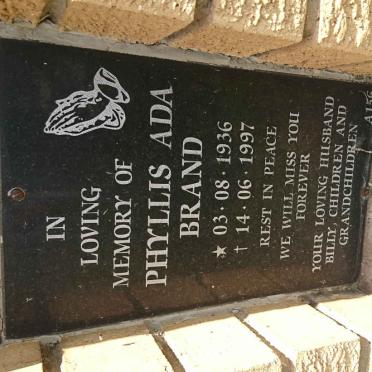 IN
LOVING
MEMORY OF
PHYLLIS ADA
BRAND
★ 03·08·1936
† 14·06·1997
REST IN PEACE
WE WILL MISS YOU
FOREVER
YOUR LOVING HUSBAND
BILLY CHILDREN AND
GRANDCHILDREN